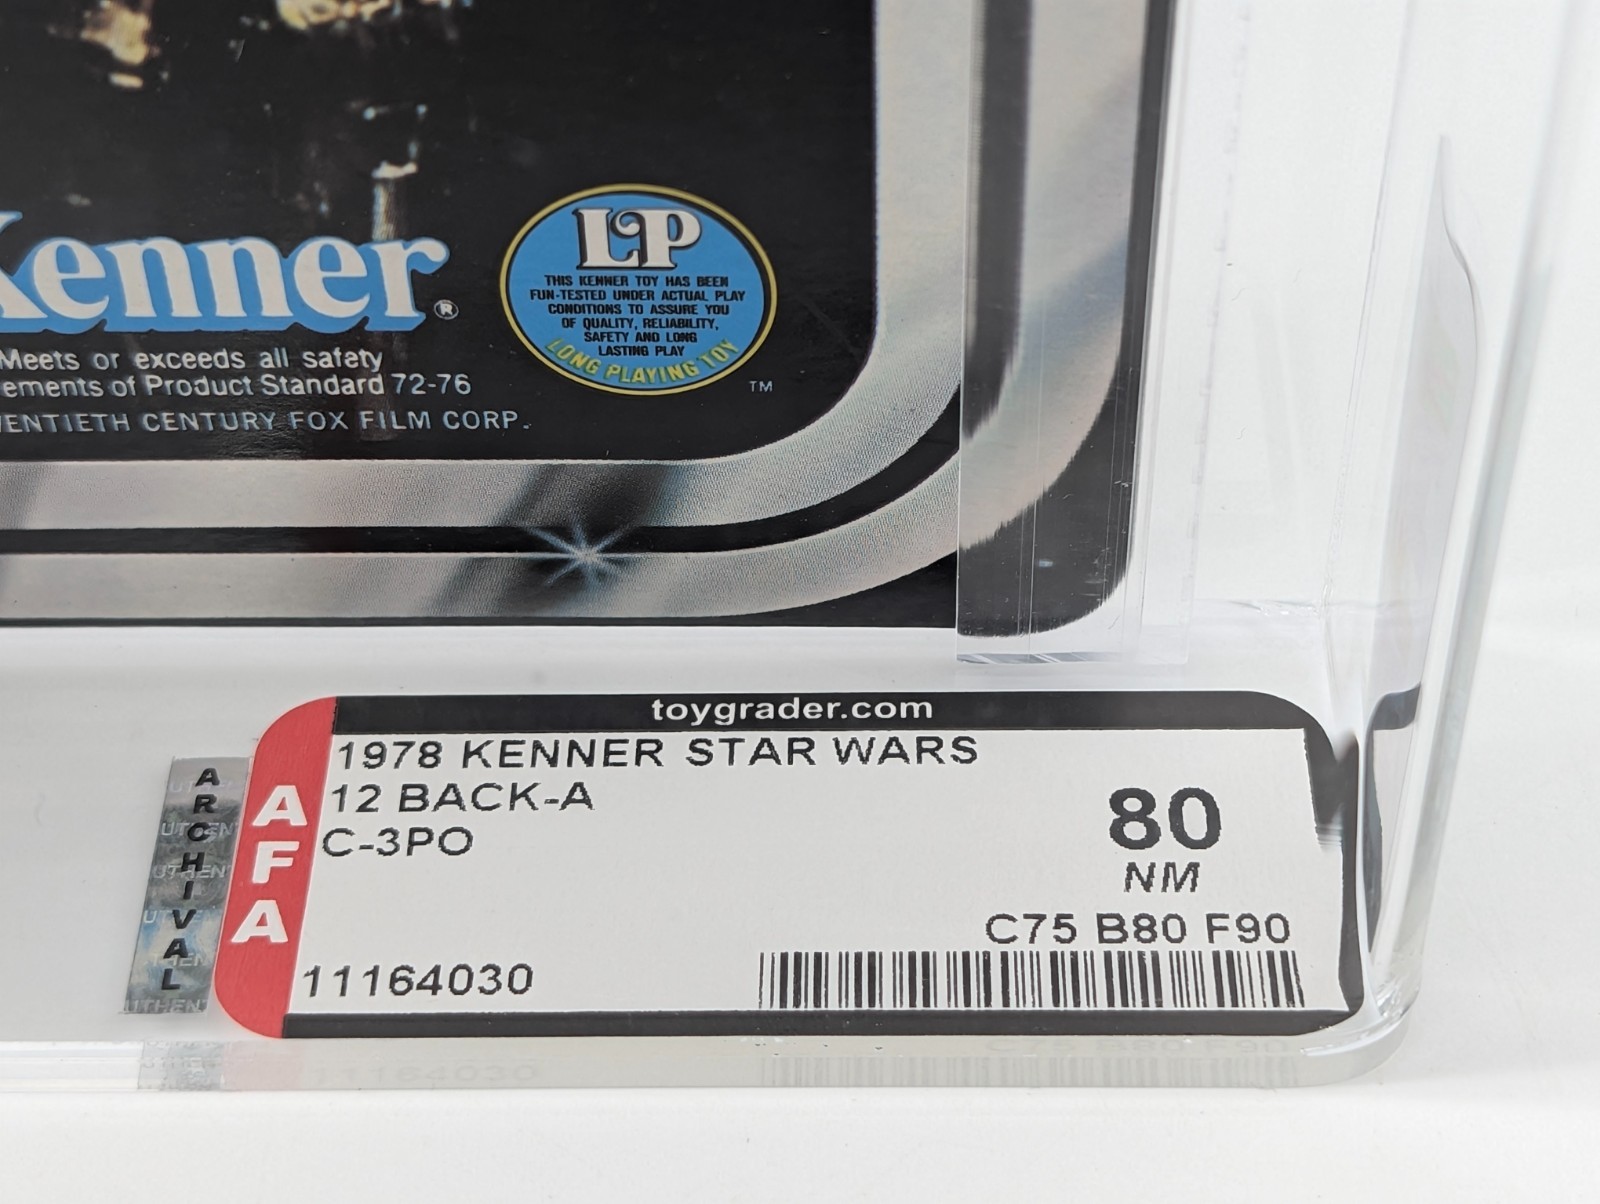 Kenner®
LP
THIS KENNER TOY HAS BEEN
FUN-TESTED UNDER ACTUAL PLAY
CONDITIONS TO ASSURE YOU
OF QUALITY, RELIABILITY,
SAFETY AND LONG
LASTING PLAY
LONG PLAYING TOY
TM
Meets or exceeds all safety
ements of Product Standard 72-76
ENTIETH CENTURY FOX FILM CORP.
toygrader.com
ARCHIVAL
AFA
1978 KENNER STAR WARS
12 BACK-A
C-3PO
80
NM
C75 B80 F90
11164030